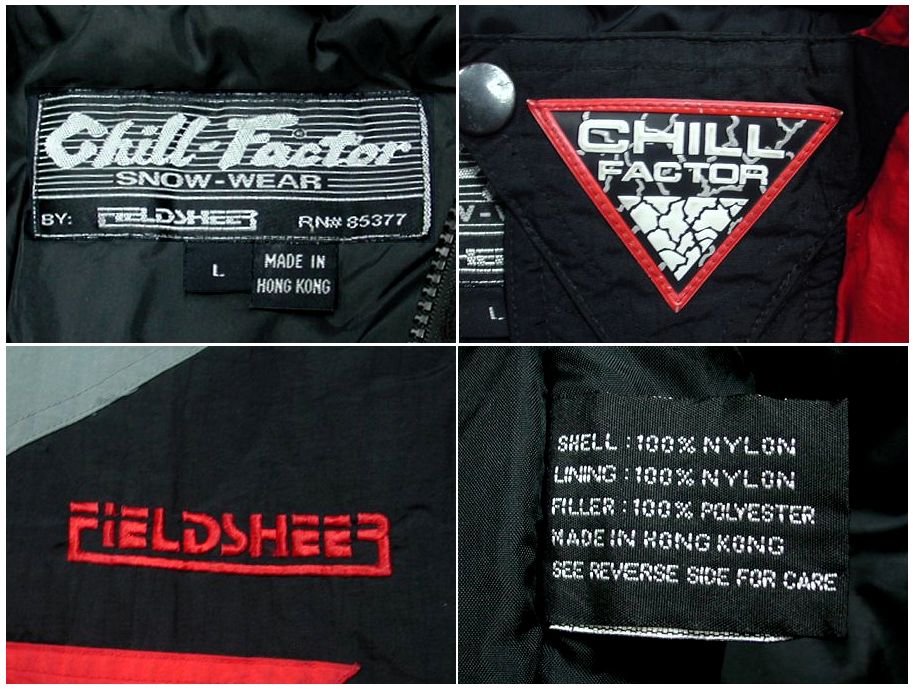 Chill-Factor
SNOW-WEAR
BY: FIELDSHEER RN# 85377
L
MADE IN
HONG KONG
CHILL
FACTOR
L
FIELDSHEER
SHELL : 100% NYLON
LINING : 100% NYLON
FILLER : 100% POLYESTER
MADE IN HONG KONG
SEE REVERSE SIDE FOR CARE